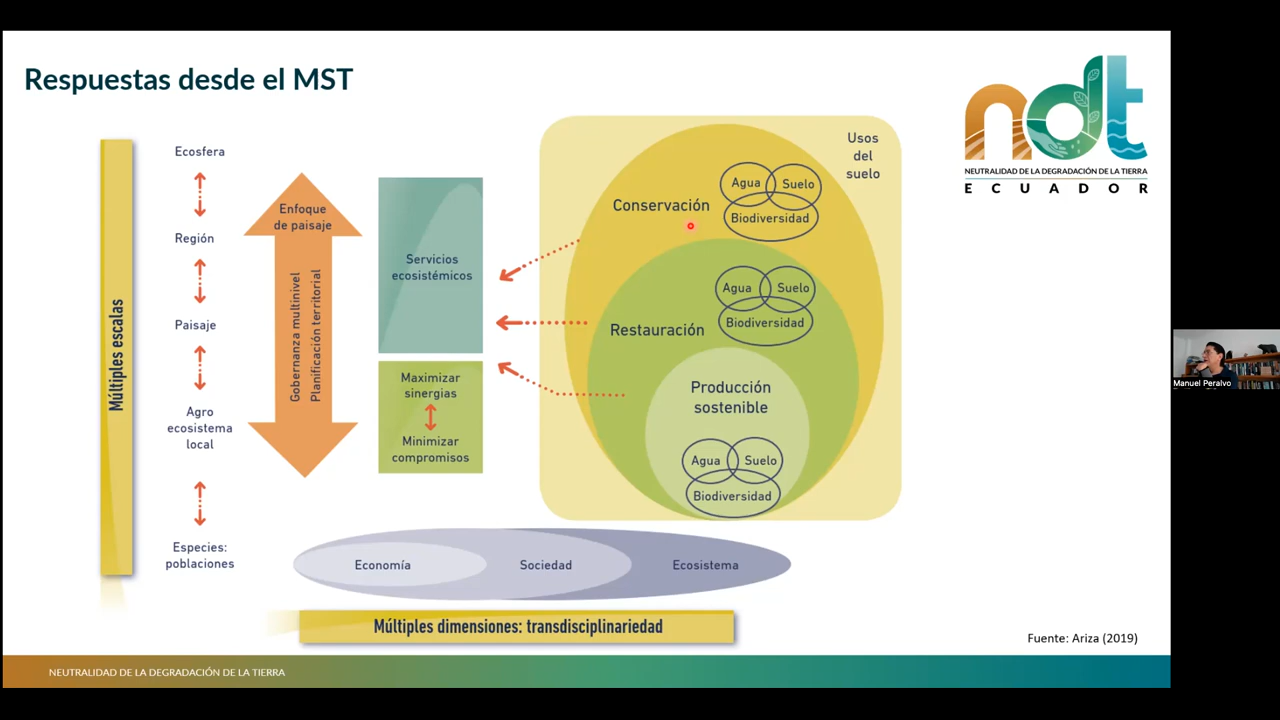 Respuestas desde el MST
NEUTRALIDAD DE LA DEGRADACIÓN DE LA TIERRA
ECUADOR
Múltiples escalas
Ecosfera
Región
Paisaje
Agro
ecosistema
local
Especies:
poblaciones
Enfoque
de paisaje
Gobernanza multinivel
Planificación territorial
Servicios
ecosistémicos
Maximizar
sinergias
Minimizar
compromisos
Usos
del
suelo
Conservación
Agua
Suelo
Biodiversidad
Restauración
Agua
Suelo
Biodiversidad
Producción
sostenible
Agua
Suelo
Biodiversidad
Economía
Sociedad
Ecosistema
Múltiples dimensiones: transdisciplinariedad
Fuente: Ariza (2019)
NEUTRALIDAD DE LA DEGRADACIÓN DE LA TIERRA
ndt
Manuel Peralvo